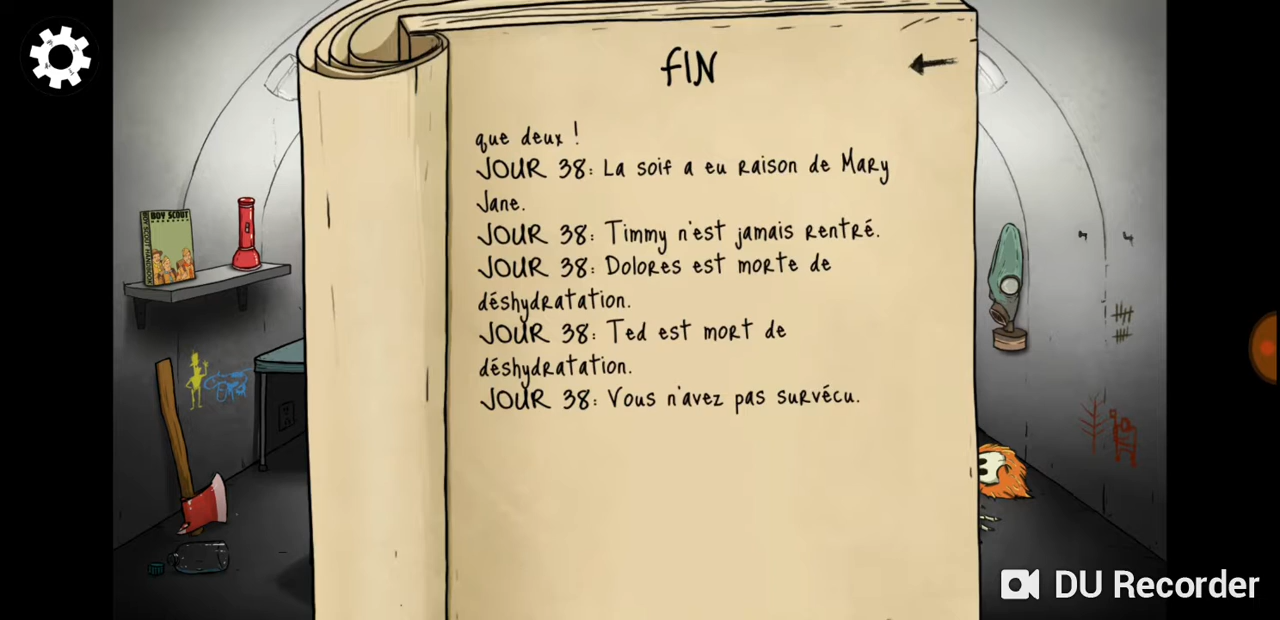 FIN
que deux !
JOUR 38: La soif a eu raison de Mary
Jane.
JOUR 38: Timmy n'est jamais rentré.
JOUR 38: Dolores est morte de
déshydratation.
JOUR 38: Ted est mort de
déshydratation.
JOUR 38: Vous n'avez pas survécu.
BOY SCOUT
DU Recorder